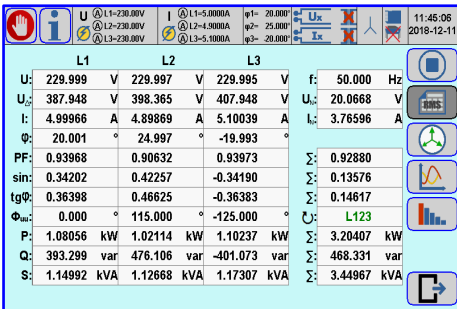 U Ⓐ L1=230.00V I Ⓐ L1=5.0000A φ1= 20.000° Ux 11:45:06
Ⓐ L2=230.00V Ⓐ L2=4.9000A φ2= 25.000° 2018-12-11
Ⓐ L3=230.00V Ⓐ L3=5.1000A φ3= -20.000° Ix
L1 L2 L3
U: 229.999 V 229.997 V 229.995 V f: 50.000 Hz
U△: 387.948 V 398.365 V 407.948 V Uₙ: 20.0668 V
I: 4.99966 A 4.89869 A 5.10039 A Iₙ: 3.76596 A
RMS
φ: 20.001 ° 24.997 ° -19.993 °
PF: 0.93968 0.90632 0.93973 Σ: 0.92880
sin: 0.34202 0.42257 -0.34190 Σ: 0.13576
tgφ: 0.36398 0.46625 -0.36383 Σ: 0.14617
Φuu: 0.000 ° 115.000 ° -125.000 ° ↻: L123
P: 1.08056 kW 1.02114 kW 1.10237 kW Σ: 3.20407 kW
Q: 393.299 var 476.106 var -401.073 var Σ: 468.331 var
S: 1.14992 kVA 1.12668 kVA 1.17307 kVA Σ: 3.44967 kVA